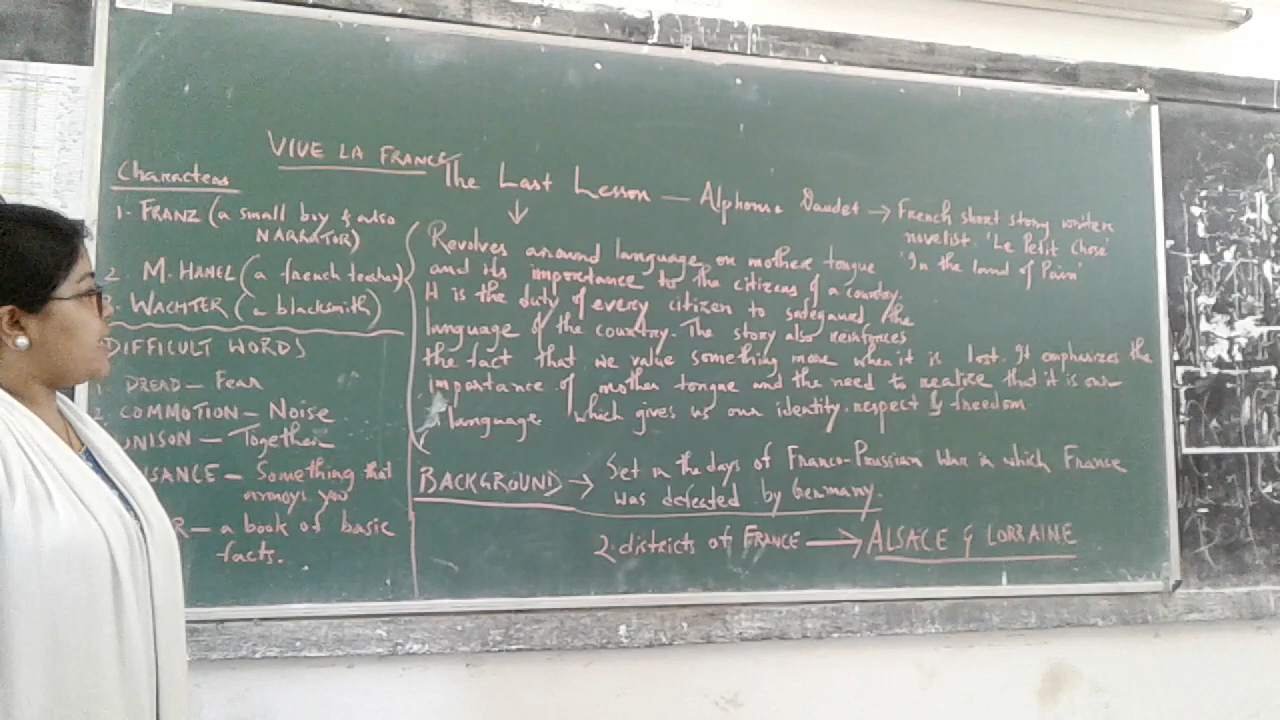 VIVE LA FRANCE
The Last Lesson — Alphonse Daudet → French short story writer
novelist 'Le Petit Chose'
'In the land of Pain'
Characters
1. FRANZ (a small boy & also
NARRATOR)
2. M. HAMEL (a french teacher)
3. WACHTER (a blacksmith)
DIFFICULT WORDS
1. DREAD — Fear
2. COMMOTION — Noise
UNISON — Together
SANCE — Something that
annoys you
R — a book of basic
facts.
Revolves around language or mother tongue
and its importance to the citizens of a country.
It is the duty of every citizen to safeguard the
language of the country. The story also reinforces
the fact that we value something more when it is lost. It emphasizes the
importance of mother tongue and the need to realize that it is our
language which gives us our identity, respect & freedom
BACKGROUND → Set in the days of Franco-Prussian War in which France
was defeated by Germany.
2 districts of FRANCE → ALSACE & LORRAINE